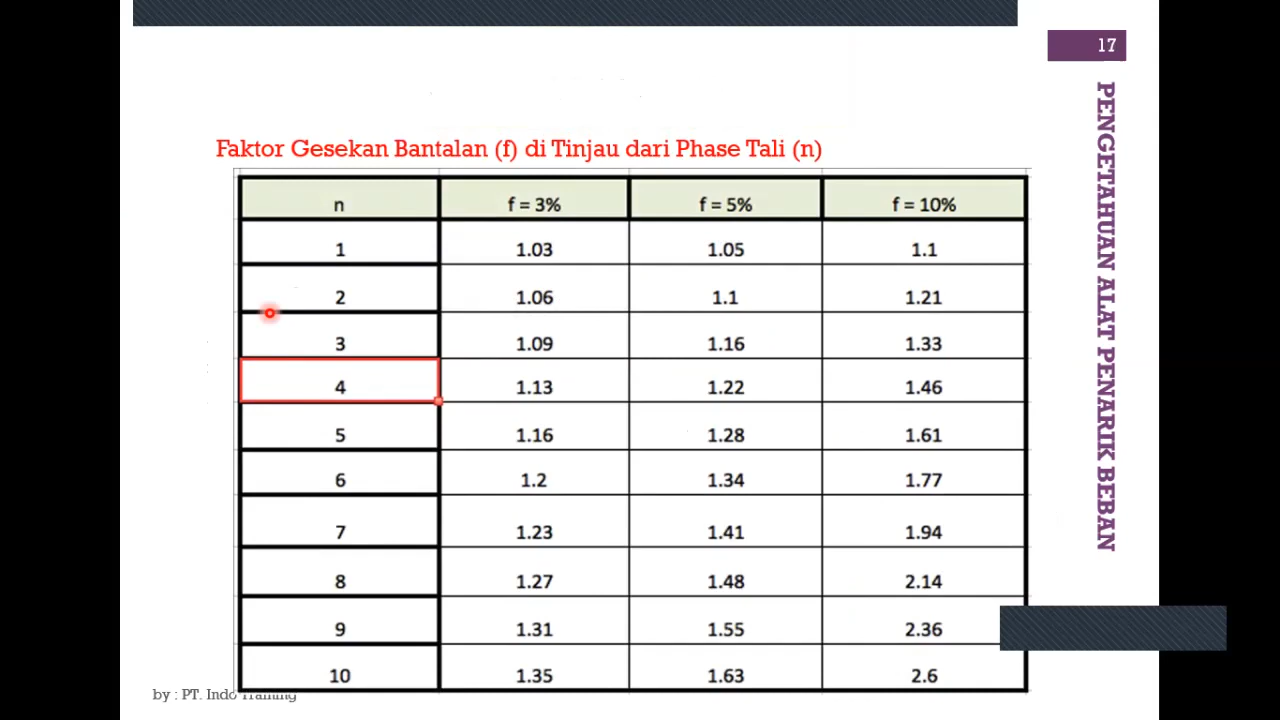 17
PENGETAHUAN ALAT PENARIK BEBAN
Faktor Gesekan Bantalan (f) di Tinjau dari Phase Tali (n)
n f = 3% f = 5% f = 10%
1 1.03 1.05 1.1
2 1.06 1.1 1.21
3 1.09 1.16 1.33
4 1.13 1.22 1.46
5 1.16 1.28 1.61
6 1.2 1.34 1.77
7 1.23 1.41 1.94
8 1.27 1.48 2.14
9 1.31 1.55 2.36
10 1.35 1.63 2.6
by : PT. Indo Training